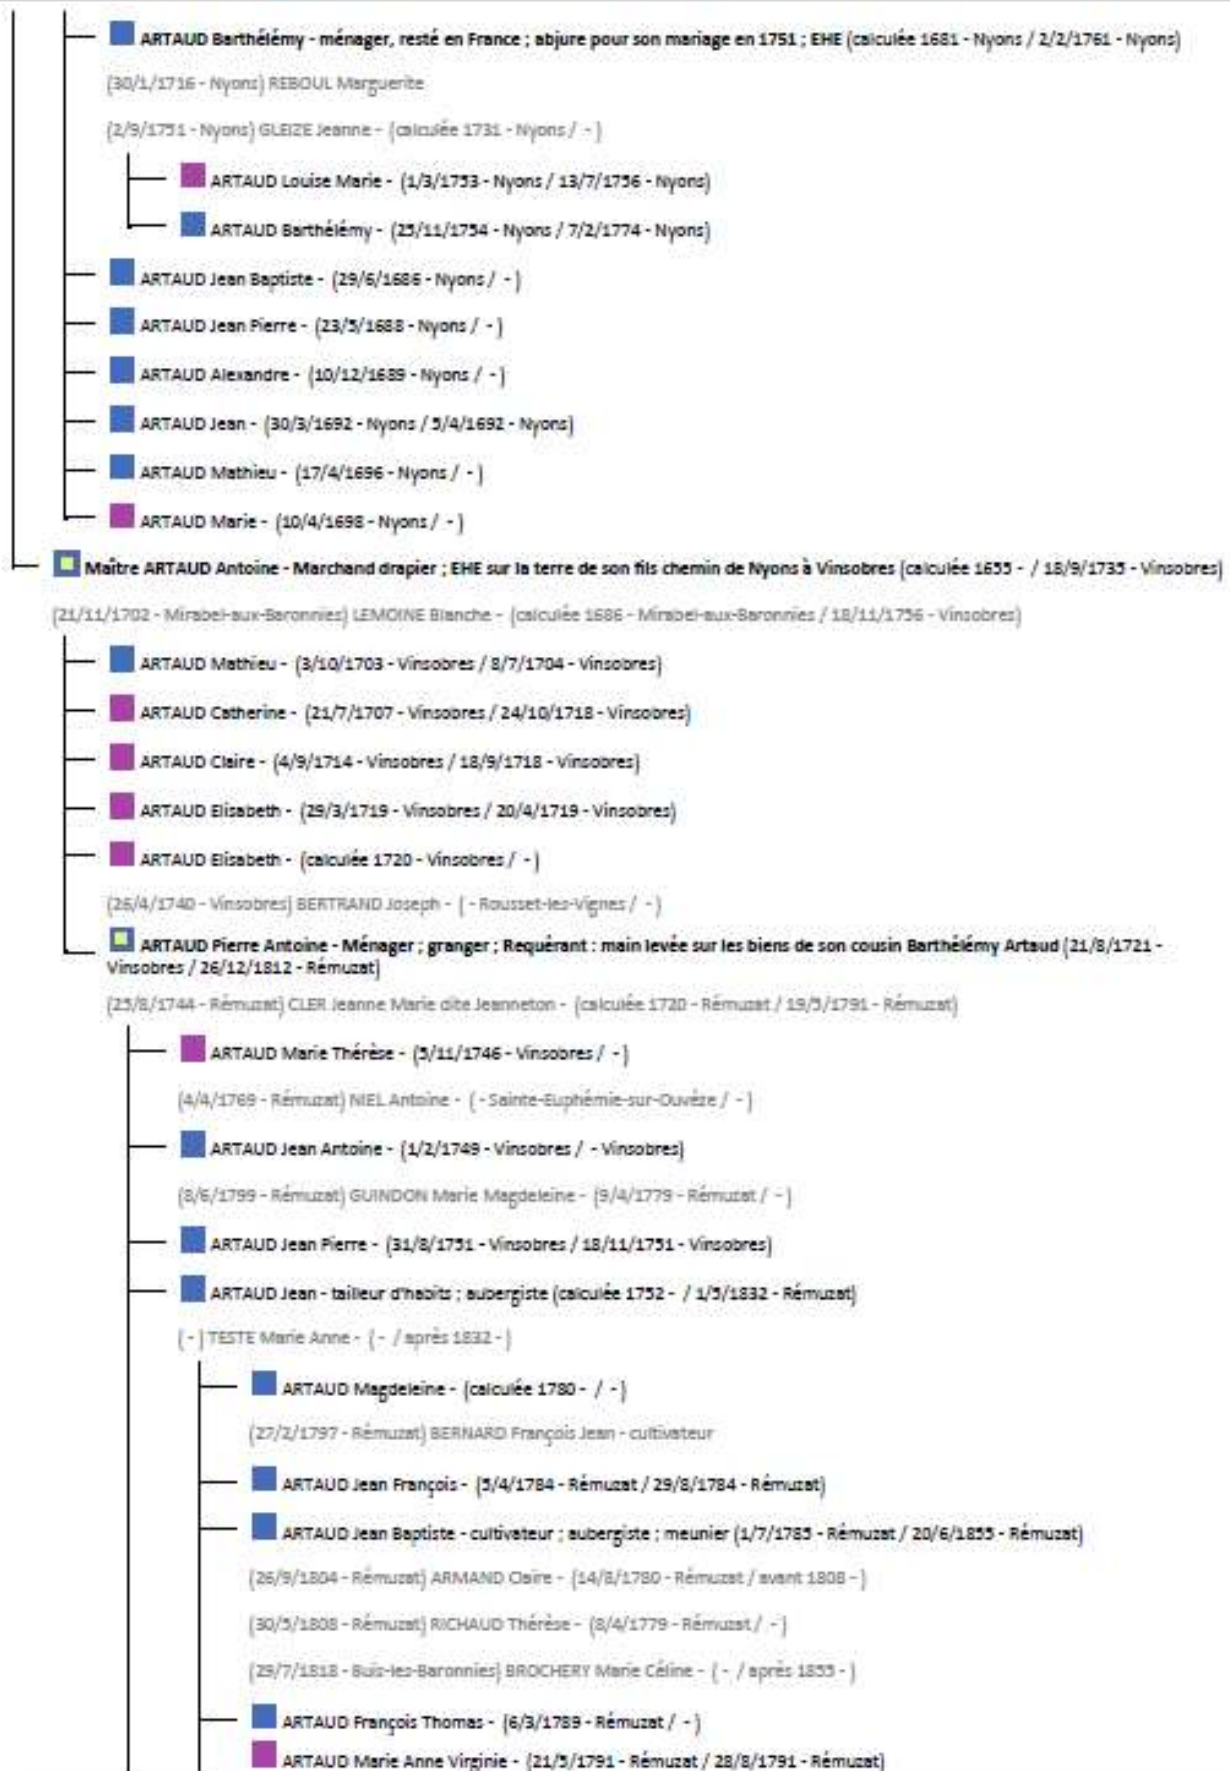 ARTAUD Barthélémy - ménager, resté en France ; abjure pour son mariage en 1751 ; EHE (calculée 1681 - Nyons / 2/2/1761 - Nyons)
(30/1/1716 - Nyons) REBOUL Marguerite
(2/9/1751 - Nyons) GLEIZE Jeanne - (calculée 1731 - Nyons / - )
ARTAUD Louise Marie - (1/3/1753 - Nyons / 13/7/1756 - Nyons)
ARTAUD Barthélémy - (25/11/1754 - Nyons / 7/2/1774 - Nyons)
ARTAUD Jean Baptiste - (29/6/1686 - Nyons / - )
ARTAUD Jean Pierre - (23/5/1688 - Nyons / - )
ARTAUD Alexandre - (10/12/1689 - Nyons / - )
ARTAUD Jean - (30/3/1692 - Nyons / 5/4/1692 - Nyons)
ARTAUD Mathieu - (17/4/1696 - Nyons / - )
ARTAUD Marie - (10/4/1698 - Nyons / - )
Maître ARTAUD Antoine - Marchand drapier ; EHE sur la terre de son fils chemin de Nyons à Vinsobres (calculée 1655 - / 18/9/1735 - Vinsobres)
(21/11/1702 - Mirabel-aux-Baronnies) LEMOINE Blanche - (calculée 1686 - Mirabel-aux-Baronnies / 18/11/1756 - Vinsobres)
ARTAUD Mathieu - (3/10/1703 - Vinsobres / 8/7/1704 - Vinsobres)
ARTAUD Catherine - (21/7/1707 - Vinsobres / 24/10/1718 - Vinsobres)
ARTAUD Claire - (4/9/1714 - Vinsobres / 18/9/1718 - Vinsobres)
ARTAUD Elisabeth - (29/3/1719 - Vinsobres / 20/4/1719 - Vinsobres)
ARTAUD Elisabeth - (calculée 1720 - Vinsobres / - )
(26/4/1740 - Vinsobres) BERTRAND Joseph - ( - Rousset-les-Vignes / - )
ARTAUD Pierre Antoine - Ménager ; granger ; Requérant : main levée sur les biens de son cousin Barthélémy Artaud (21/8/1721 -
Vinsobres / 26/12/1812 - Rémuzat)
(25/8/1744 - Rémuzat) CLER Jeanne Marie dite Jeanneton - (calculée 1720 - Rémuzat / 19/5/1791 - Rémuzat)
ARTAUD Marie Thérèse - (5/11/1746 - Vinsobres / - )
(4/4/1769 - Rémuzat) NIEL Antoine - ( - Sainte-Euphémie-sur-Ouvèze / - )
ARTAUD Jean Antoine - (1/2/1749 - Vinsobres / - Vinsobres)
(8/6/1799 - Rémuzat) GUINDON Marie Magdeleine - (9/4/1779 - Rémuzat / - )
ARTAUD Jean Pierre - (31/8/1751 - Vinsobres / 18/11/1751 - Vinsobres)
ARTAUD Jean - tailleur d'habits ; aubergiste (calculée 1752 - / 1/5/1832 - Rémuzat)
( - ) TESTE Marie Anne - ( - / après 1832 - )
ARTAUD Magdeleine - (calculée 1780 - / - )
(27/2/1797 - Rémuzat) BERNARD François Jean - cultivateur
ARTAUD Jean François - (5/4/1784 - Rémuzat / 29/8/1784 - Rémuzat)
ARTAUD Jean Baptiste - cultivateur ; aubergiste ; meunier (1/7/1785 - Rémuzat / 20/6/1855 - Rémuzat)
(26/9/1804 - Rémuzat) ARMAND Claire - (14/8/1780 - Rémuzat / avant 1808 - )
(30/5/1808 - Rémuzat) RICHAUD Thérèse - (8/4/1779 - Rémuzat / - )
(29/7/1818 - Buis-les-Baronnies) BROCHERY Marie Céline - ( - / après 1855 - )
ARTAUD François Thomas - (6/3/1789 - Rémuzat / - )
ARTAUD Marie Anne Virginie - (21/5/1791 - Rémuzat / 28/8/1791 - Rémuzat)